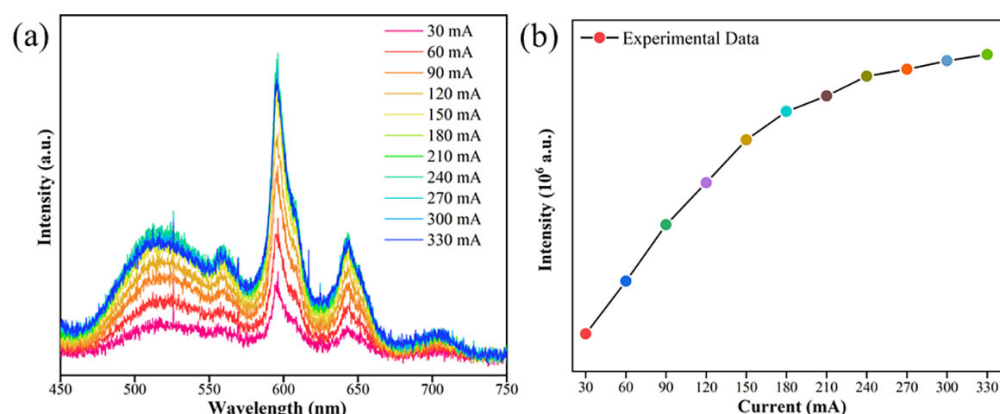 (a)
Intensity (a.u.)
30 mA
60 mA
90 mA
120 mA
150 mA
180 mA
210 mA
240 mA
270 mA
300 mA
330 mA
450 500 550 600 650 700 750
Wavelength (nm)
(b)
Intensity (10⁶ a.u.)
Experimental Data
30 60 90 120 150 180 210 240 270 300 330
Current (mA)